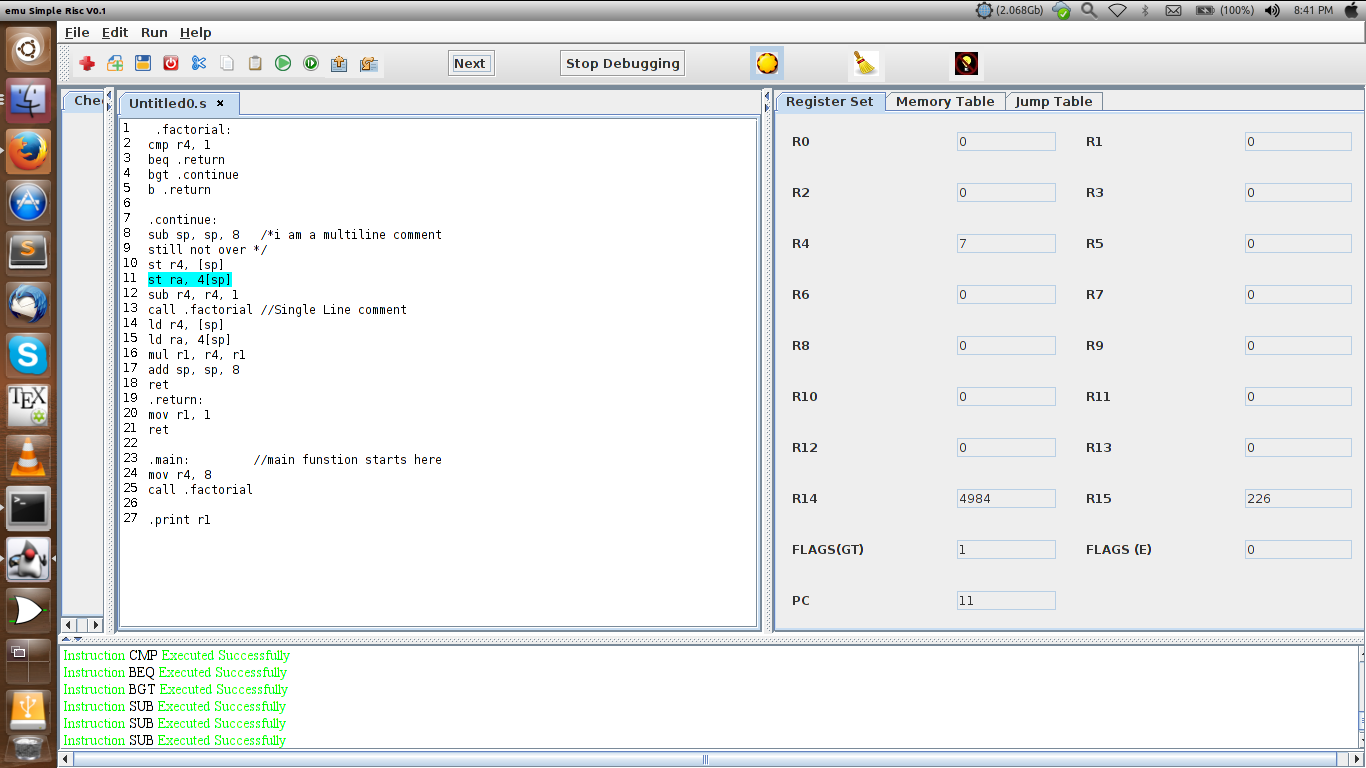 emu Simple Risc V0.1
(2.068Gb) (100%) 8:41 PM
File Edit Run Help
Next Stop Debugging
Untitled0.s ×
1 .factorial:
2 cmp r4, 1
3 beq .return
4 bgt .continue
5 b .return
6
7 .continue:
8 sub sp, sp, 8 /*i am a multiline comment
9 still not over */
10 st r4, [sp]
11 st ra, 4[sp]
12 sub r4, r4, 1
13 call .factorial //Single Line comment
14 ld r4, [sp]
15 ld ra, 4[sp]
16 mul r1, r4, r1
17 add sp, sp, 8
18 ret
19 .return:
20 mov r1, 1
21 ret
22
23 .main: //main funstion starts here
24 mov r4, 8
25 call .factorial
26
27 .print r1
Register Set Memory Table Jump Table
R0 0 R1 0
R2 0 R3 0
R4 7 R5 0
R6 0 R7 0
R8 0 R9 0
R10 0 R11 0
R12 0 R13 0
R14 4984 R15 226
FLAGS(GT) 1 FLAGS (E) 0
PC 11
Instruction CMP Executed Successfully
Instruction BEQ Executed Successfully
Instruction BGT Executed Successfully
Instruction SUB Executed Successfully
Instruction SUB Executed Successfully
Instruction SUB Executed Successfully